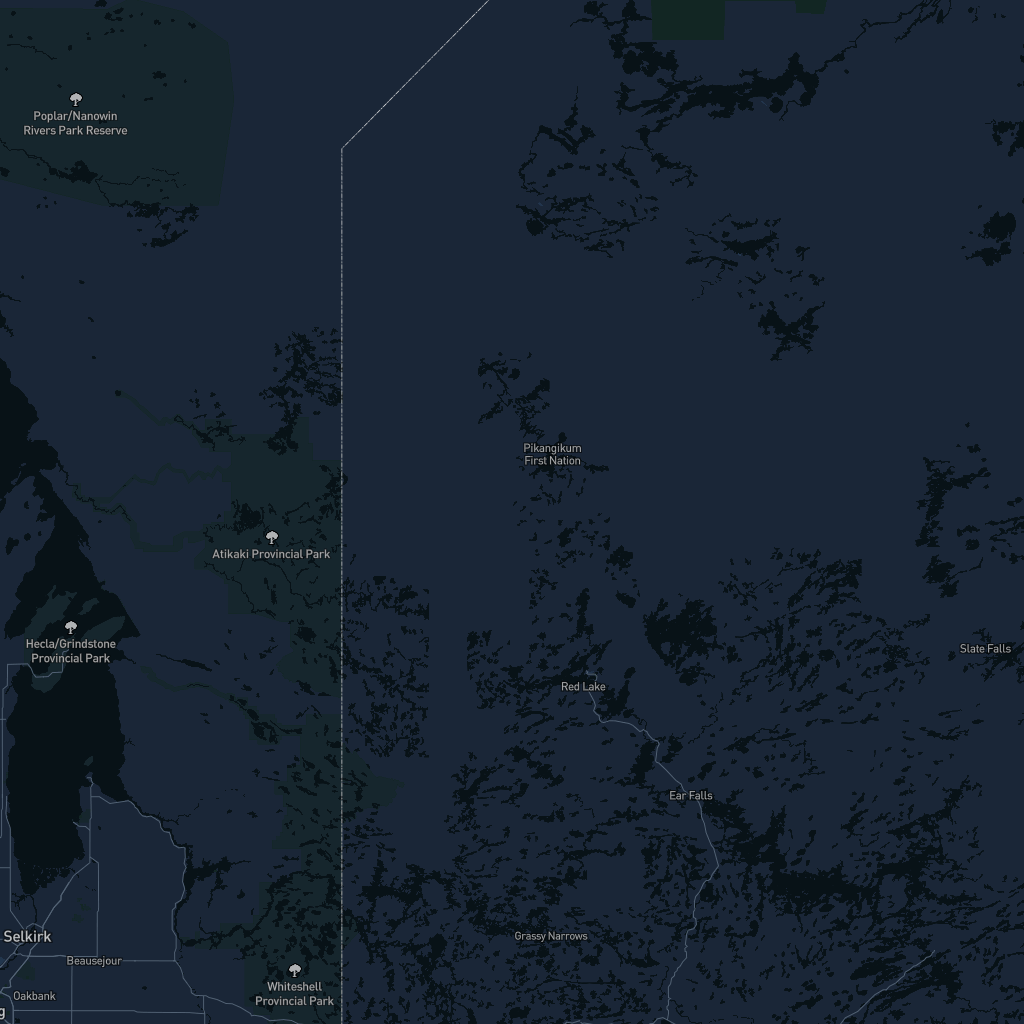 Poplar/Nanowin
Rivers Park Reserve
Pikangikum
First Nation
Atikaki Provincial Park
Hecla/Grindstone
Provincial Park
Slate Falls
Red Lake
Ear Falls
Selkirk
Grassy Narrows
Beausejour
Whiteshell
Provincial Park
Oakbank
g